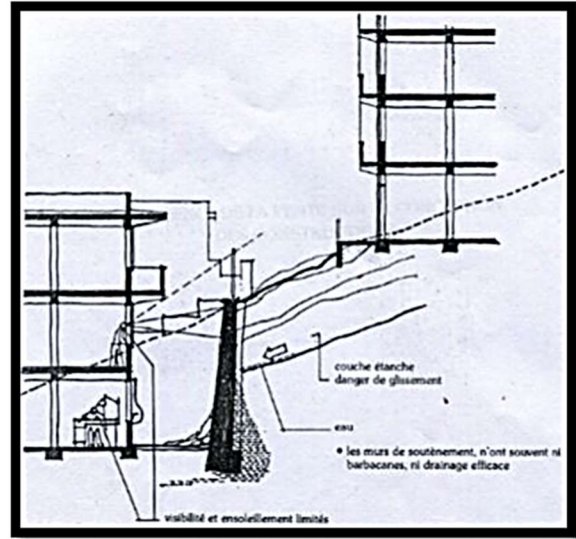 couche étanche
danger de glissement
eau
• les murs de soutènement, n'ont souvent ni
barbacanes, ni drainage efficace
visibilité et ensoleillement limités